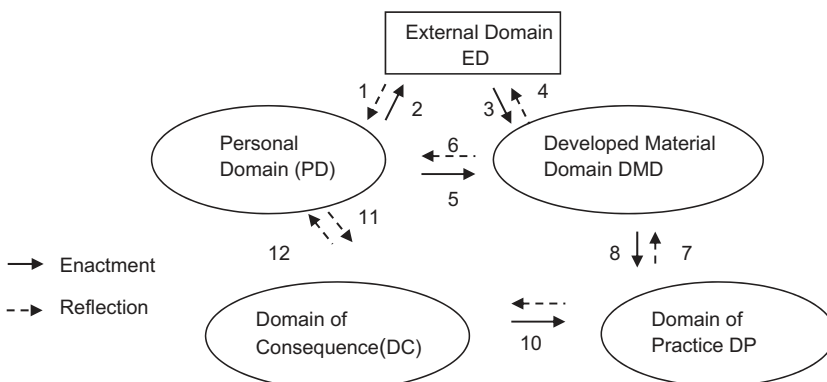 External Domain
ED
1
2
3
4
Personal
Domain (PD)
6
5
Developed Material
Domain DMD
11
12
8
7
Enactment
Reflection
Domain of
Consequence(DC)
10
Domain of
Practice DP